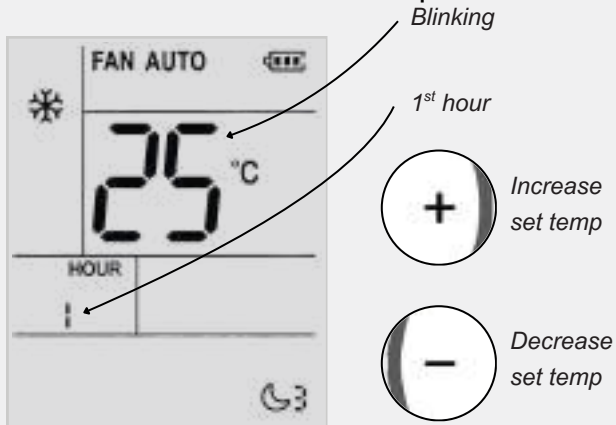 Blinking
FAN AUTO
1st hour
25 °C
+
Increase
set temp
HOUR
1
−
Decrease
set temp
3